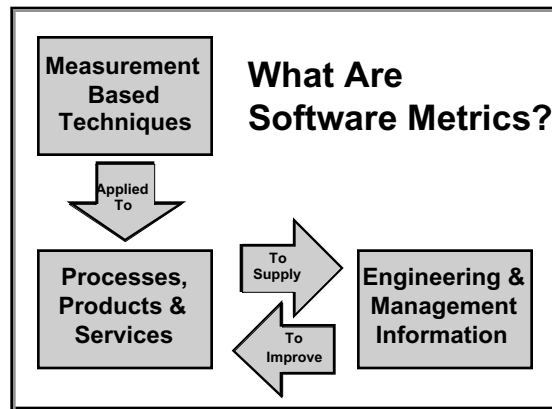 Measurement
Based
Techniques
What Are
Software Metrics?
Applied
To
Processes,
Products &
Services
To
Supply
To
Improve
Engineering &
Management
Information